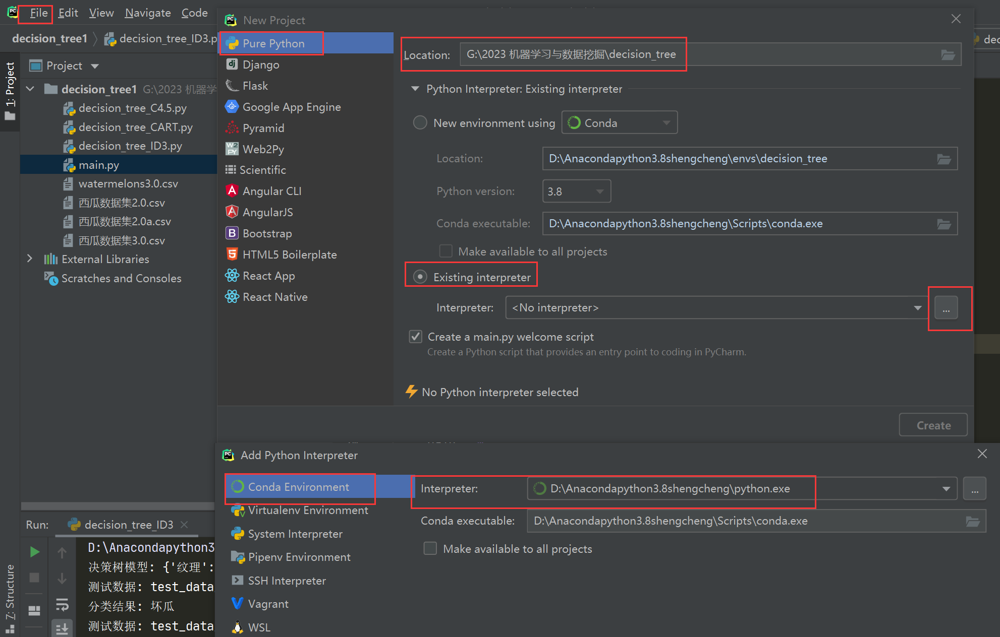 File Edit View Navigate Code
decision_tree1 decision_tree_ID3.p
1: Project
Project
decision_tree1 G:\2023 机器学
decision_tree_C4.5.py
decision_tree_CART.py
decision_tree_ID3.py
main.py
watermelons3.0.csv
西瓜数据集2.0.csv
西瓜数据集2.0a.csv
西瓜数据集3.0.csv
External Libraries
Scratches and Consoles
New Project
Pure Python
Django
Flask
Google App Engine
Pyramid
Web2Py
Scientific
Angular CLI
AngularJS
Bootstrap
HTML5 Boilerplate
React App
React Native
Location: G:\2023 机器学习与数据挖掘\decision_tree
Python Interpreter: Existing interpreter
New environment using Conda
Location: D:\Anacondapython3.8shengcheng\envs\decision_tree
Python version: 3.8
Conda executable: D:\Anacondapython3.8shengcheng\Scripts\conda.exe
Make available to all projects
Existing interpreter
Interpreter: <No interpreter> ...
Create a main.py welcome script
Create a Python script that provides an entry point to coding in PyCharm.
No Python interpreter selected
Create
dec
Add Python Interpreter
Conda Environment
Virtualenv Environment
System Interpreter
Pipenv Environment
SSH Interpreter
Vagrant
WSL
Interpreter: D:\Anacondapython3.8shengcheng\python.exe ...
Conda executable: D:\Anacondapython3.8shengcheng\Scripts\conda.exe
Make available to all projects
Run: decision_tree_ID3
D:\Anacondapython3
决策树模型: {'纹理':
测试数据: test_data
分类结果: 坏瓜
测试数据: test_data
7: Structure